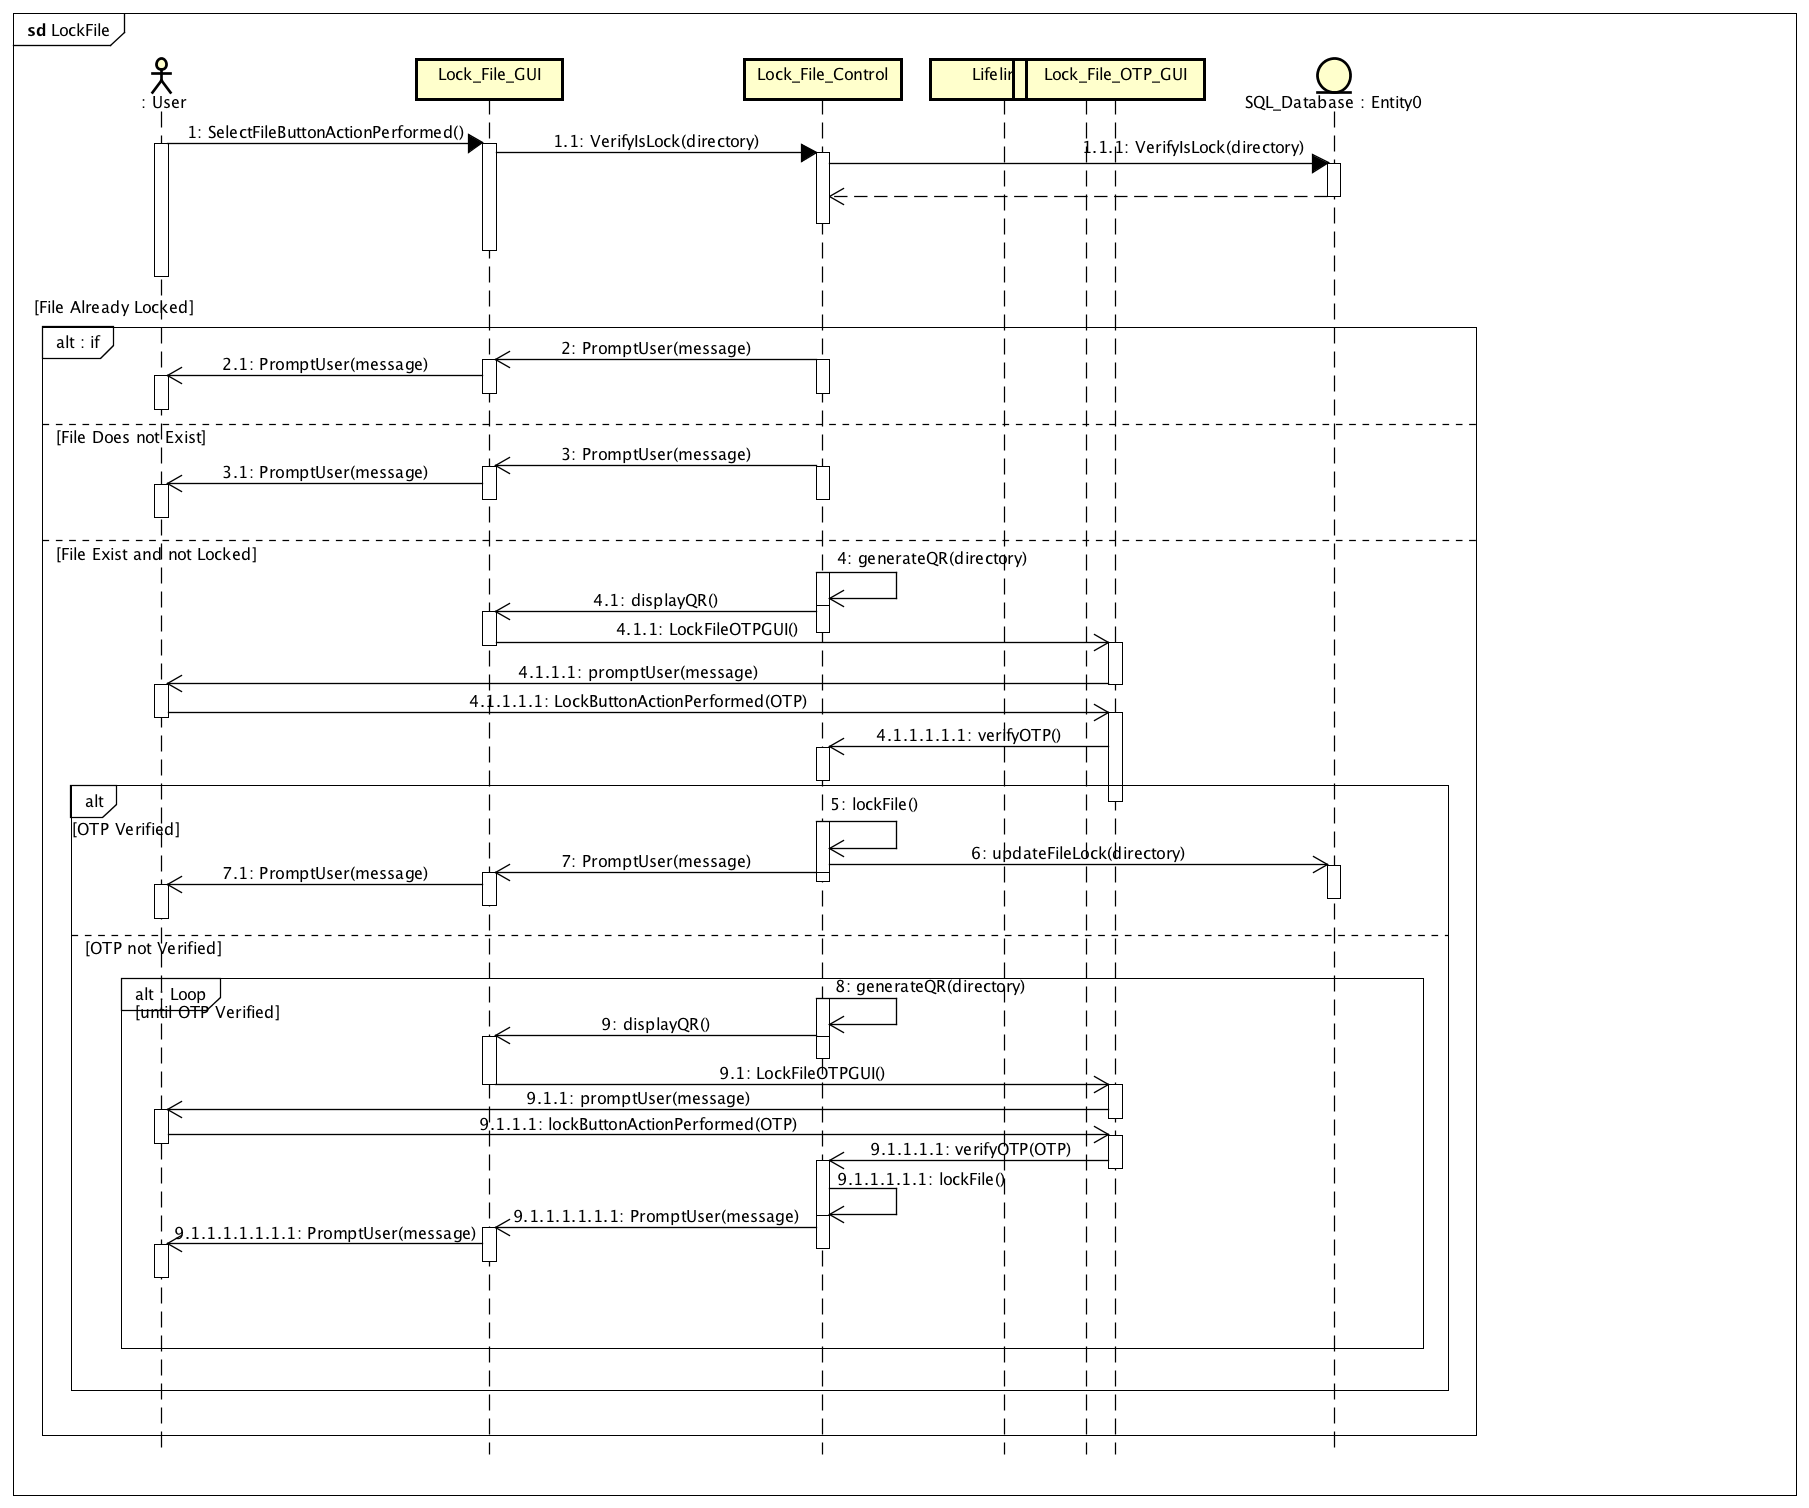 sd LockFile
: User
Lock_File_GUI
Lock_File_Control
Lifelin
Lock_File_OTP_GUI
SQL_Database : Entity0
1: SelectFileButtonActionPerformed()
1.1: VerifyIsLock(directory)
1.1.1: VerifyIsLock(directory)
[File Already Locked]
alt : if
2: PromptUser(message)
2.1: PromptUser(message)
[File Does not Exist]
3: PromptUser(message)
3.1: PromptUser(message)
[File Exist and not Locked]
4: generateQR(directory)
4.1: displayQR()
4.1.1: LockFileOTPGUI()
4.1.1.1: promptUser(message)
4.1.1.1.1: LockButtonActionPerformed(OTP)
4.1.1.1.1.1: verifyOTP()
alt
5: lockFile()
[OTP Verified]
6: updateFileLock(directory)
7: PromptUser(message)
7.1: PromptUser(message)
[OTP not Verified]
8: generateQR(directory)
alt : Loop
[until OTP Verified]
9: displayQR()
9.1: LockFileOTPGUI()
9.1.1: promptUser(message)
9.1.1.1: lockButtonActionPerformed(OTP)
9.1.1.1.1: verifyOTP(OTP)
9.1.1.1.1.1: lockFile()
9.1.1.1.1.1.1: PromptUser(message)
9.1.1.1.1.1.1.1: PromptUser(message)